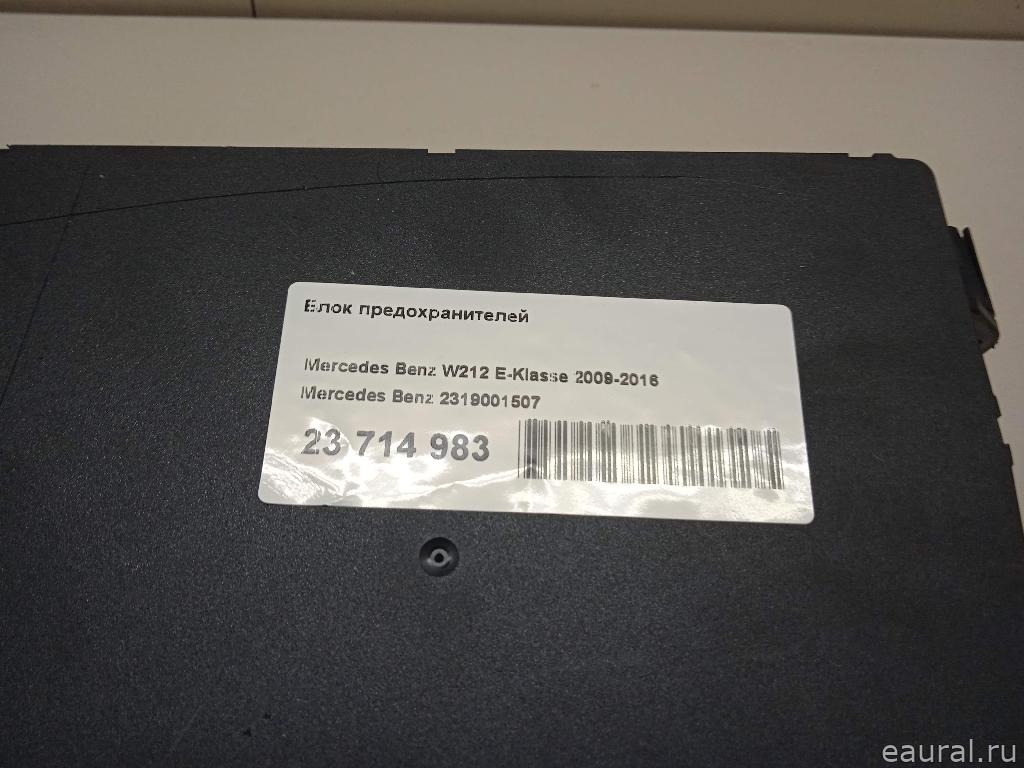 Блок предохранителей
Mercedes Benz W212 E-Klasse 2009-2016
Mercedes Benz 2319001507
23 714 983
eaural.ru